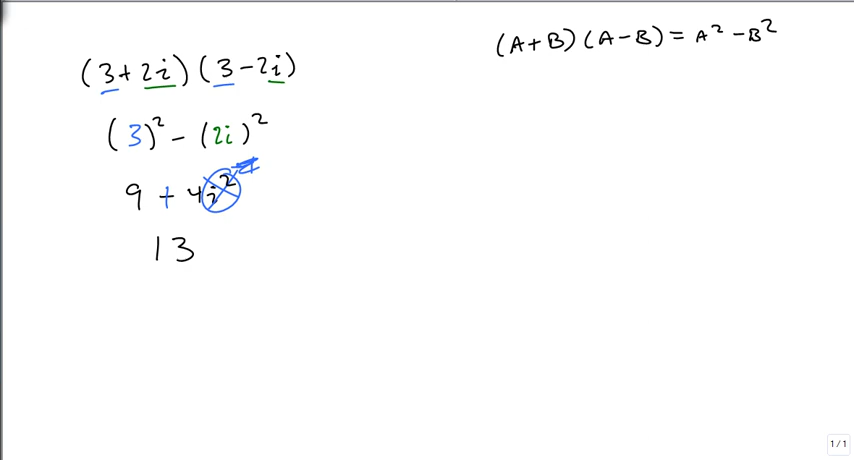 (A+B)(A-B) = A² - B²
(3+2i)(3-2i)
(3)² - (2i)²
9 + 4i²
13
1 / 1